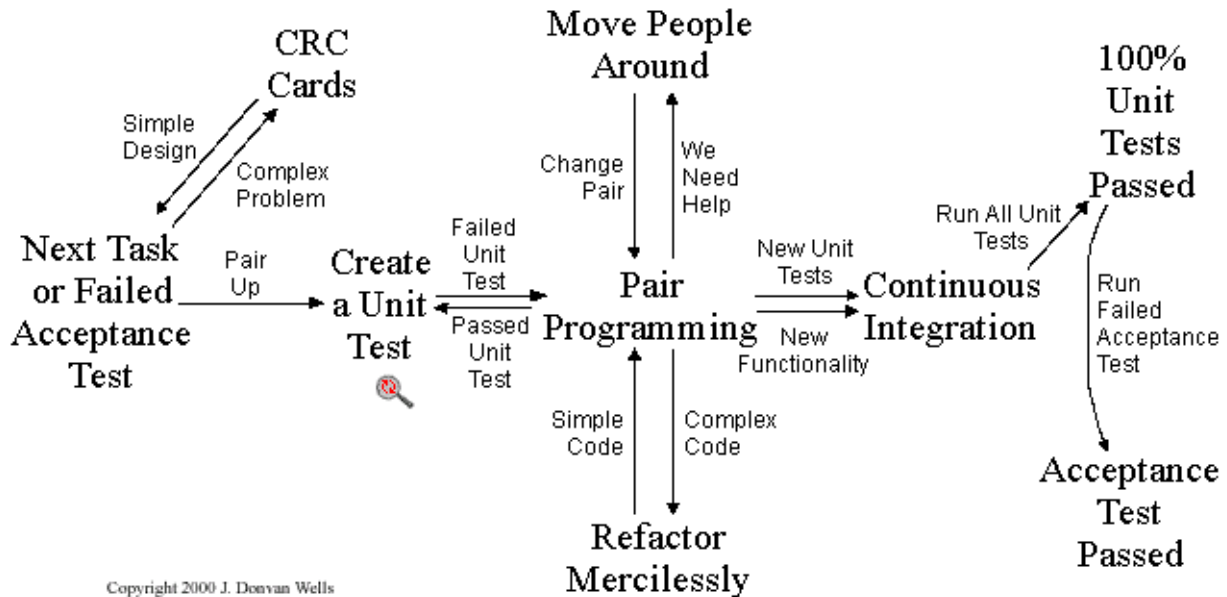 CRC
Cards
Simple
Design
Complex
Problem
Next Task
or Failed
Acceptance
Test
Pair
Up
Create
a Unit
Test
Failed
Unit
Test
Passed
Unit
Test
Move People
Around
Change
Pair
We
Need
Help
Pair
Programming
Simple
Code
Complex
Code
Refactor
Mercilessly
New Unit
Tests
New
Functionality
Continuous
Integration
Run All Unit
Tests
100%
Unit
Tests
Passed
Run
Failed
Acceptance
Test
Acceptance
Test
Passed
Copyright 2000 J. Donvan Wells